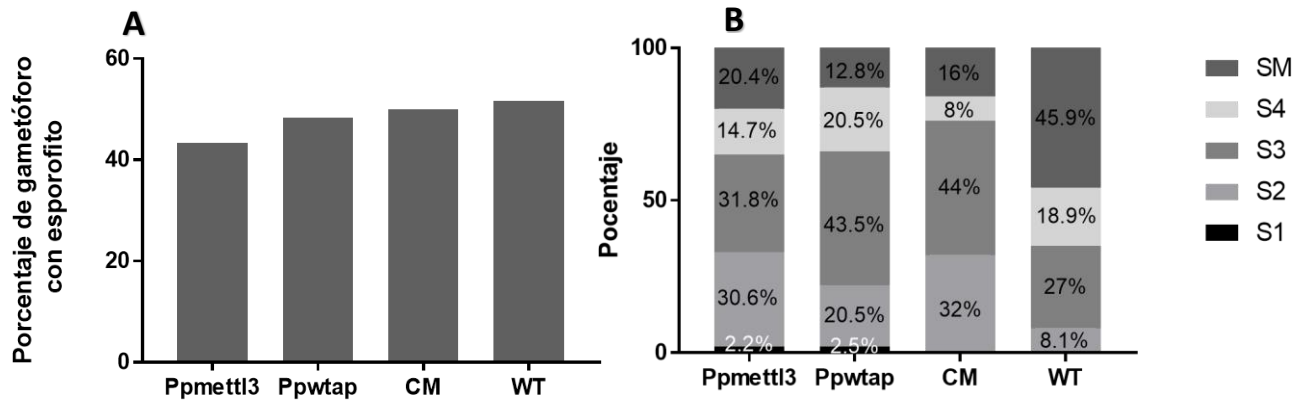 A
Porcentaje de gametóforo
con esporofito
60
40
20
0
Ppmettl3
Ppwtap
CM
WT
B
Pocentaje
100
50
0
20.4%
14.7%
31.8%
30.6%
2.2%
12.8%
20.5%
43.5%
20.5%
2.5%
16%
8%
44%
32%
45.9%
18.9%
27%
8.1%
Ppmettl3
Ppwtap
CM
WT
SM
S4
S3
S2
S1